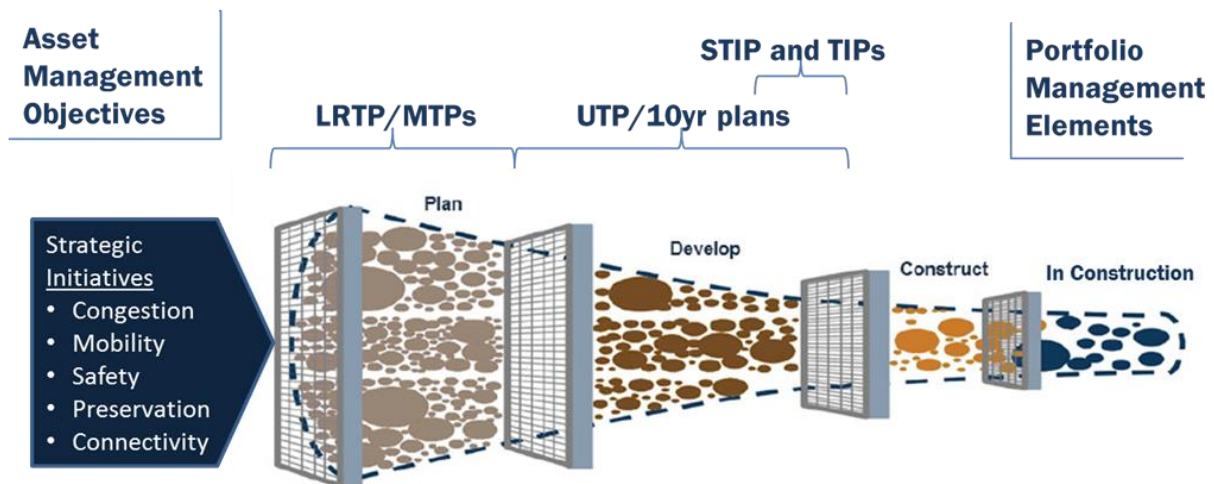 Asset
Management
Objectives
STIP and TIPs
Portfolio
Management
Elements
LRTP/MTPs
UTP/10yr plans
Plan
Develop
Construct
In Construction
Strategic
Initiatives
• Congestion
• Mobility
• Safety
• Preservation
• Connectivity